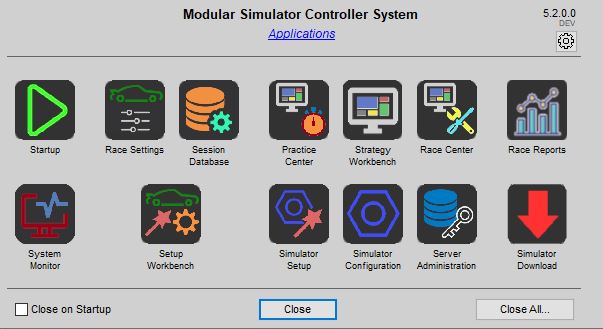 Modular Simulator Controller System
5.2.0.0
DEV
Applications
Startup
Race Settings
Session
Database
Practice
Center
Strategy
Workbench
Race Center
Race Reports
System
Monitor
Setup
Workbench
Simulator
Setup
Simulator
Configuration
Server
Administration
Simulator
Download
Close on Startup
Close
Close All...